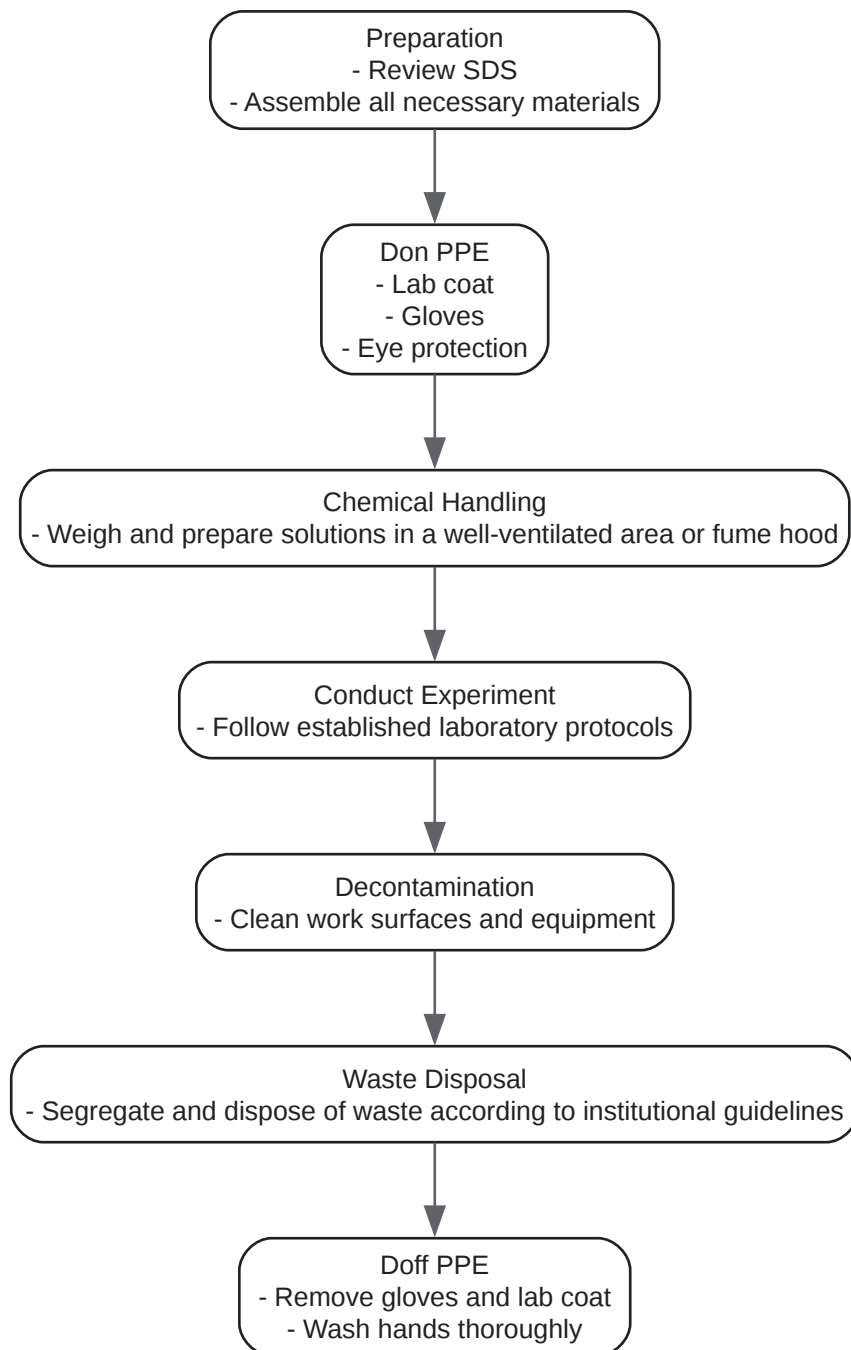 Preparation
- Review SDS
- Assemble all necessary materials
Don PPE
- Lab coat
- Gloves
- Eye protection
Chemical Handling
- Weigh and prepare solutions in a well-ventilated area or fume hood
Conduct Experiment
- Follow established laboratory protocols
Decontamination
- Clean work surfaces and equipment
Waste Disposal
- Segregate and dispose of waste according to institutional guidelines
Doff PPE
- Remove gloves and lab coat
- Wash hands thoroughly